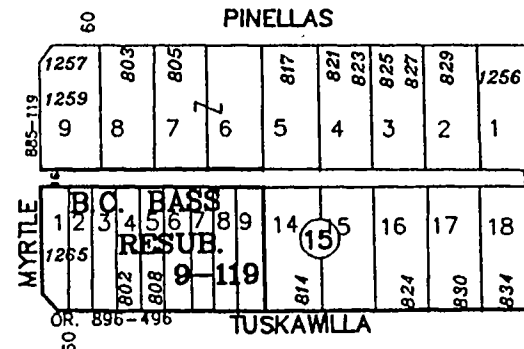 PINELLAS
60
1257 803 805 817 821 823 825 827 829 1256
1259
885-119
9 8 7 6 5 4 3 2 1
16
MYRTLE
B.C. BASS
1 2 3 4 5 6 7 8 9 14 15 16 17 18
RESUB.
15
1265
9-119
802 808 814 824 830 834
OR. 896-496
TUSKAWILLA
50